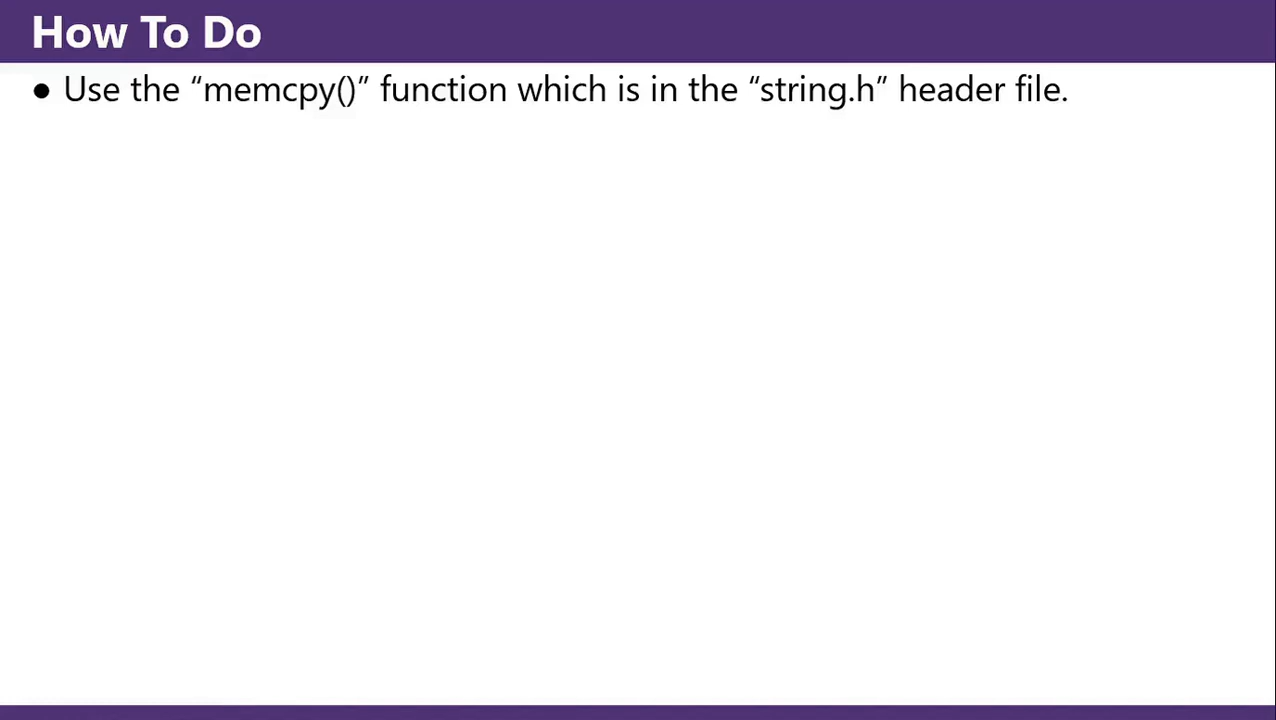 How To Do
● Use the “memcpy()” function which is in the “string.h” header file.